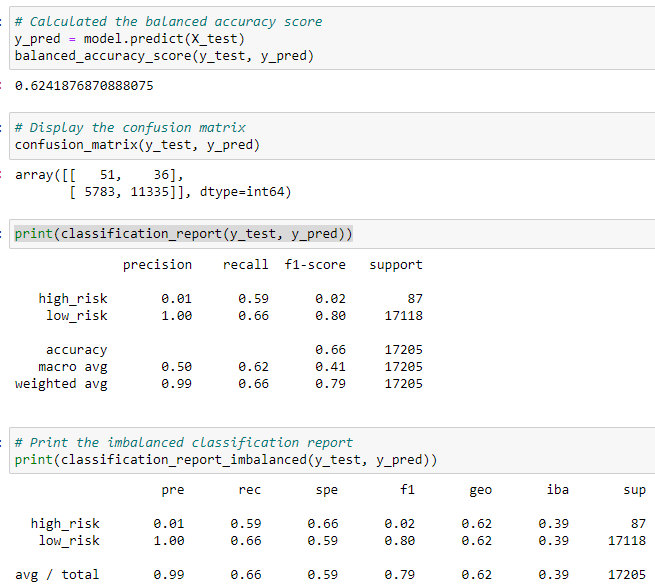 # Calculated the balanced accuracy score
y_pred = model.predict(X_test)
balanced_accuracy_score(y_test, y_pred)
0.6241876870888075
# Display the confusion matrix
confusion_matrix(y_test, y_pred)
array([[   51,    36],
       [ 5783, 11335]], dtype=int64)
print(classification_report(y_test, y_pred))
              precision    recall  f1-score   support
   high_risk       0.01      0.59      0.02        87
    low_risk       1.00      0.66      0.80     17118
    accuracy                           0.66     17205
   macro avg       0.50      0.62      0.41     17205
weighted avg       0.99      0.66      0.79     17205
# Print the imbalanced classification report
print(classification_report_imbalanced(y_test, y_pred))
                   pre       rec       spe        f1       geo       iba       sup
  high_risk       0.01      0.59      0.66      0.02      0.62      0.39        87
   low_risk       1.00      0.66      0.59      0.80      0.62      0.39     17118
avg / total       0.99      0.66      0.59      0.79      0.62      0.39     17205